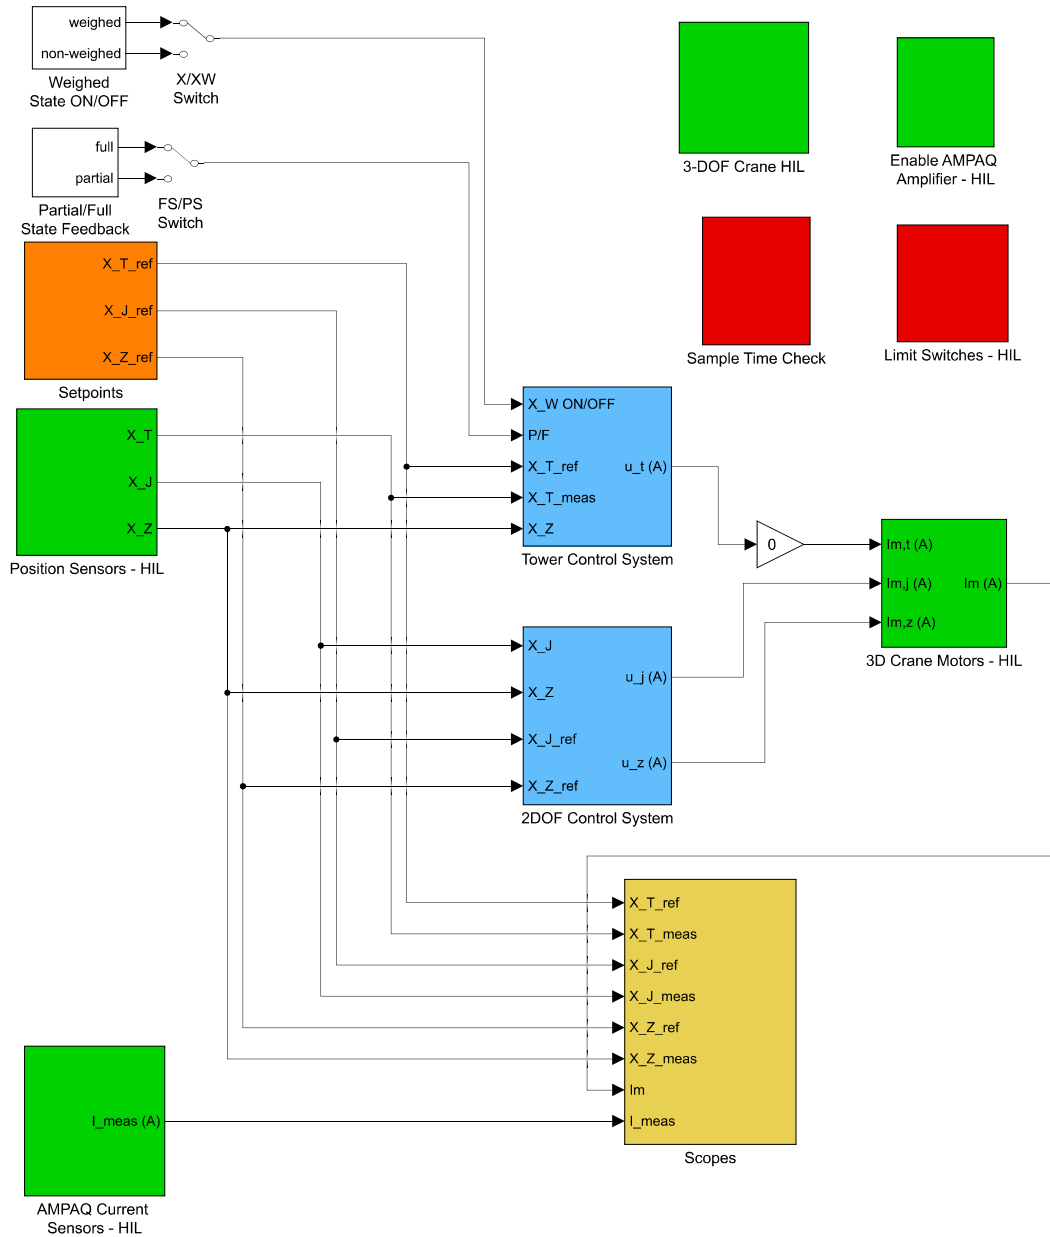 weighed
non-weighed
Weighed
State ON/OFF
X/XW
Switch
full
partial
Partial/Full
State Feedback
FS/PS
Switch
X_T_ref
X_J_ref
X_Z_ref
Setpoints
X_T
X_J
X_Z
Position Sensors - HIL
3-DOF Crane HIL
Enable AMPAQ
Amplifier - HIL
Sample Time Check
Limit Switches - HIL
X_W ON/OFF
P/F
X_T_ref
u_t (A)
X_T_meas
X_Z
Tower Control System
0
Im,t (A)
Im,j (A)
Im (A)
Im,z (A)
3D Crane Motors - HIL
X_J
u_j (A)
X_Z
X_J_ref
u_z (A)
X_Z_ref
2DOF Control System
X_T_ref
X_T_meas
X_J_ref
X_J_meas
X_Z_ref
X_Z_meas
Im
I_meas
Scopes
I_meas (A)
AMPAQ Current
Sensors - HIL